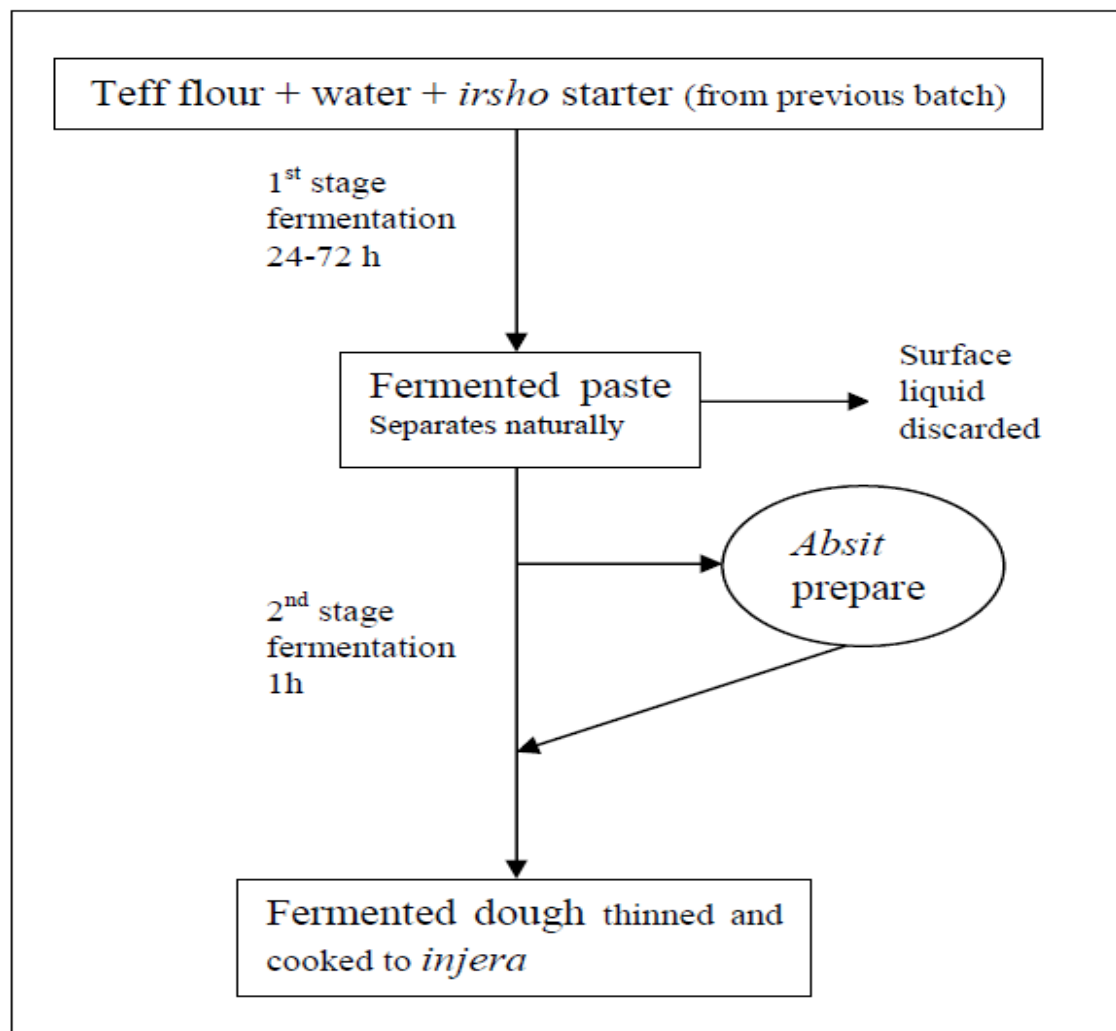 Teff flour + water + irsho starter (from previous batch)
1st stage
fermentation
24-72 h
Fermented paste
Separates naturally
Surface
liquid
discarded
Absit
prepare
2nd stage
fermentation
1h
Fermented dough thinned and
cooked to injera